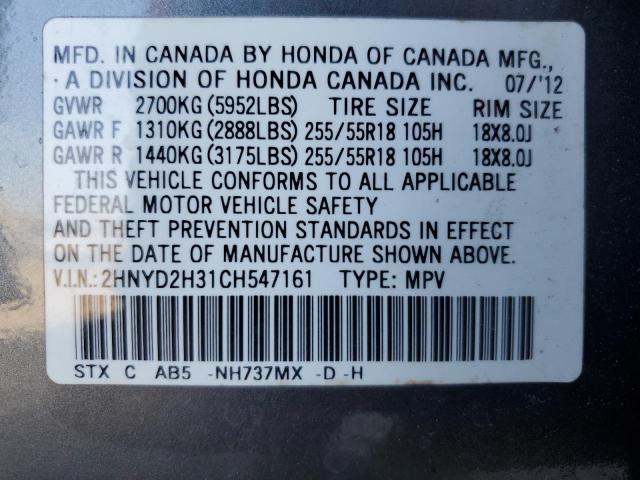 MFD. IN CANADA BY HONDA OF CANADA MFG.,
A DIVISION OF HONDA CANADA INC. 07/'12
GVWR 2700KG (5952LBS) TIRE SIZE RIM SIZE
GAWR F 1310KG (2888LBS) 255/55R18 105H 18X8.0J
GAWR R 1440KG (3175LBS) 255/55R18 105H 18X8.0J
THIS VEHICLE CONFORMS TO ALL APPLICABLE
FEDERAL MOTOR VEHICLE SAFETY
AND THEFT PREVENTION STANDARDS IN EFFECT
ON THE DATE OF MANUFACTURE SHOWN ABOVE.
V.I.N.: 2HNYD2H31CH547161 TYPE: MPV
STX C AB5 -NH737MX -D -H